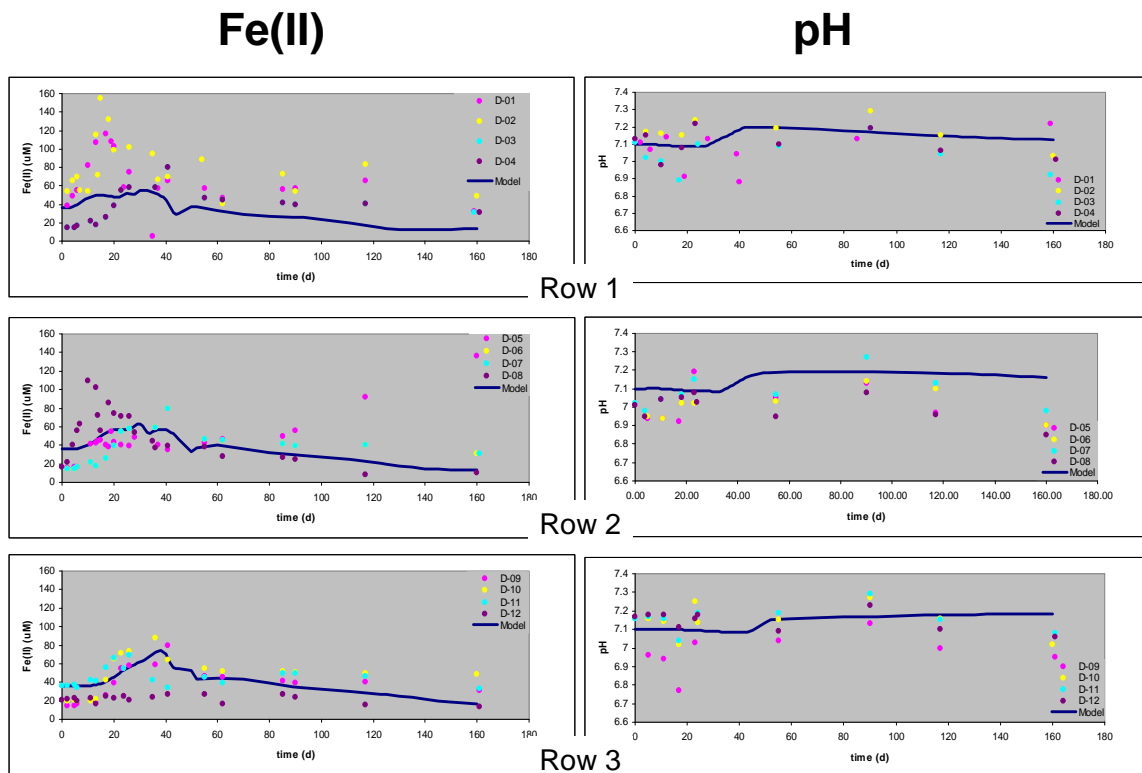 Fe(II)
pH
160
140
120
100
80
60
40
20
0
Fe(II) (uM)
0 20 40 60 80 100 120 140 160 180
time (d)
D-01
D-02
D-03
D-04
Model
7.4
7.3
7.2
7.1
7
6.9
6.8
6.7
6.6
pH
0 20 40 60 80 100 120 140 160 180
time (d)
D-01
D-02
D-03
D-04
Model
Row 1
160
140
120
100
80
60
40
20
0
Fe(II) (uM)
0 20 40 60 80 100 120 140 160 180
time (d)
D-05
D-06
D-07
D-08
Model
7.4
7.3
7.2
7.1
7
6.9
6.8
6.7
6.6
pH
0.00 20.00 40.00 60.00 80.00 100.00 120.00 140.00 160.00 180.00
time (d)
D-05
D-06
D-07
D-08
Model
Row 2
160
140
120
100
80
60
40
20
0
Fe(II) (uM)
0 20 40 60 80 100 120 140 160 180
time (d)
D-09
D-10
D-11
D-12
Model
7.4
7.3
7.2
7.1
7
6.9
6.8
6.7
6.6
pH
0 20 40 60 80 100 120 140 160 180
time (d)
D-09
D-10
D-11
D-12
Model
Row 3